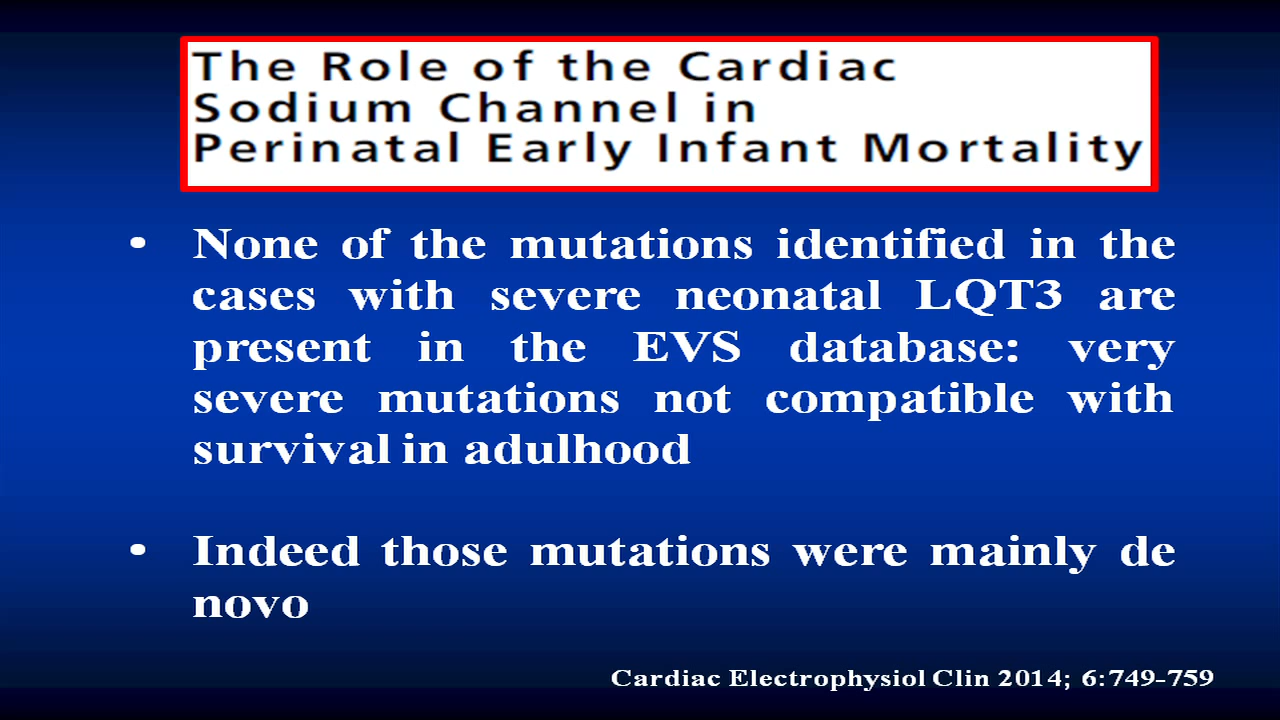 The Role of the Cardiac
Sodium Channel in
Perinatal Early Infant Mortality
• None of the mutations identified in the
cases with severe neonatal LQT3 are
present in the EVS database: very
severe mutations not compatible with
survival in adulhood
• Indeed those mutations were mainly de
novo
Cardiac Electrophysiol Clin 2014; 6:749-759